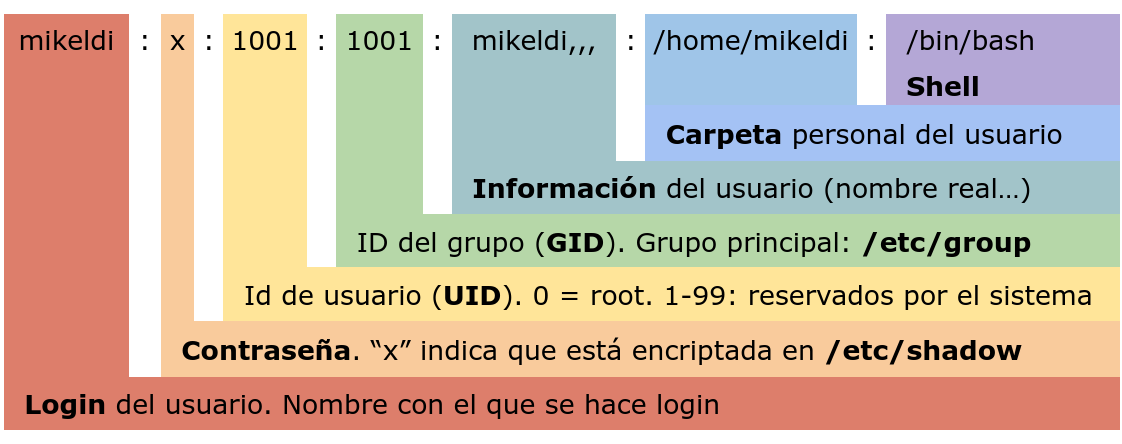 mikeldi : x : 1001 : 1001 : mikeldi,,, : /home/mikeldi : /bin/bash
Shell
Carpeta personal del usuario
Información del usuario (nombre real…)
ID del grupo (GID). Grupo principal: /etc/group
Id de usuario (UID). 0 = root. 1-99: reservados por el sistema
Contraseña. “x” indica que está encriptada en /etc/shadow
Login del usuario. Nombre con el que se hace login